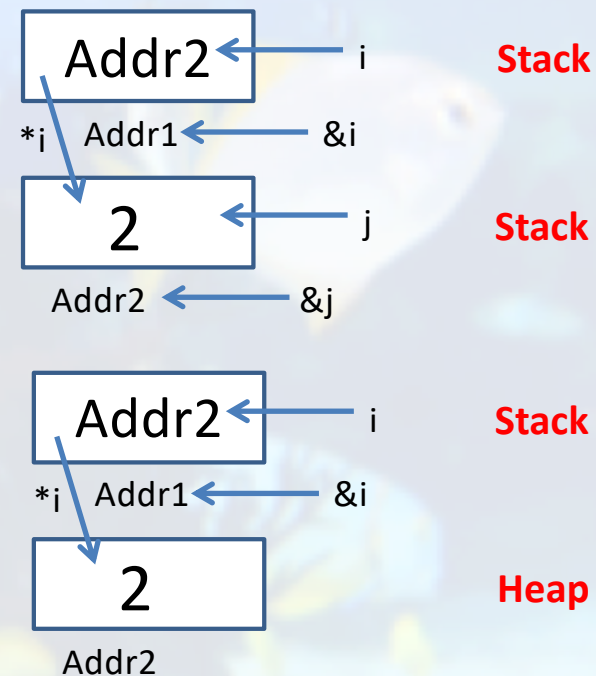 Addr2 i Stack
*i Addr1 &i
2 j Stack
Addr2 &j
Addr2 i Stack
*i Addr1 &i
2 Heap
Addr2